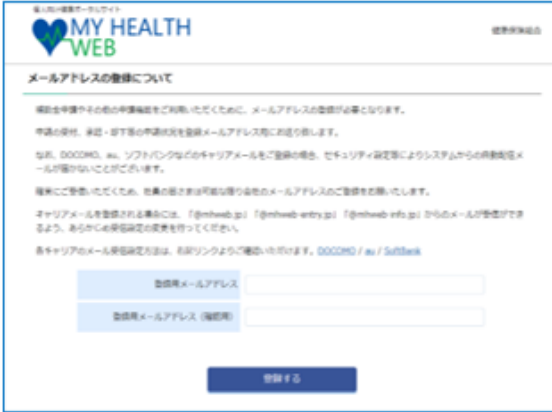 個人向け健康ポータルサイト
MY HEALTH
WEB
健康保険組合
メールアドレスの登録について
補助金申請やその他の申請機能をご利用いただくために、メールアドレスの登録が必要となります。
申請の受付、承認・却下等の申請状況を登録メールアドレス宛にお送り致します。
なお、DOCOMO、au、ソフトバンクなどのキャリアメールをご登録の場合、セキュリティ設定等によりシステムからの自動配信メ
ールが届かないことがございます。
確実にご受信いただくため、社員の皆さまは可能な限り会社のメールアドレスのご登録をお願いいたします。
キャリアメールを登録される場合には、「@mhweb.jp」「@mhweb-entry.jp」「@mhweb-info.jp」からのメールが受信ができ
るよう、あらかじめ受信設定の変更を行ってください。
各キャリアのメール受信設定方法は、右記リンクよりご確認いただけます。DOCOMO / au / SoftBank
登録用メールアドレス
登録用メールアドレス（確認用）
登録する